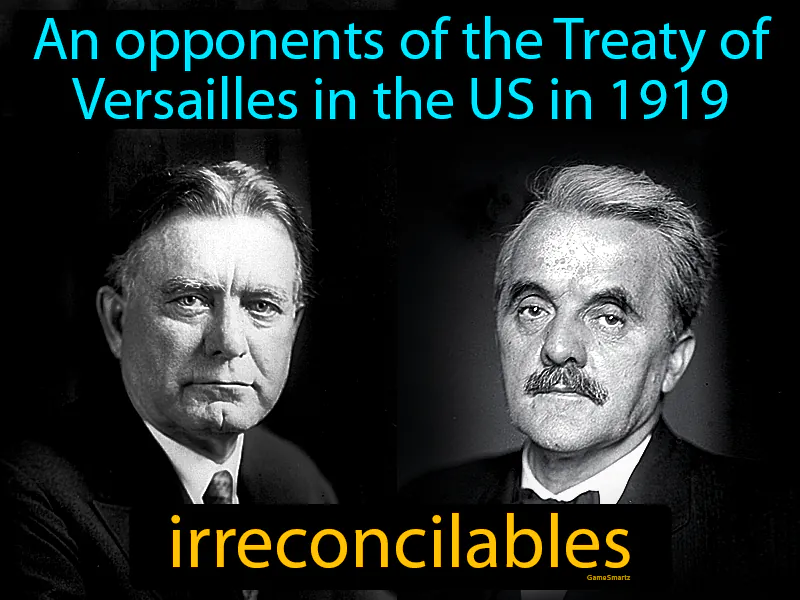 An opponents of the Treaty of
Versailles in the US in 1919
irreconcilables
GameSmartz